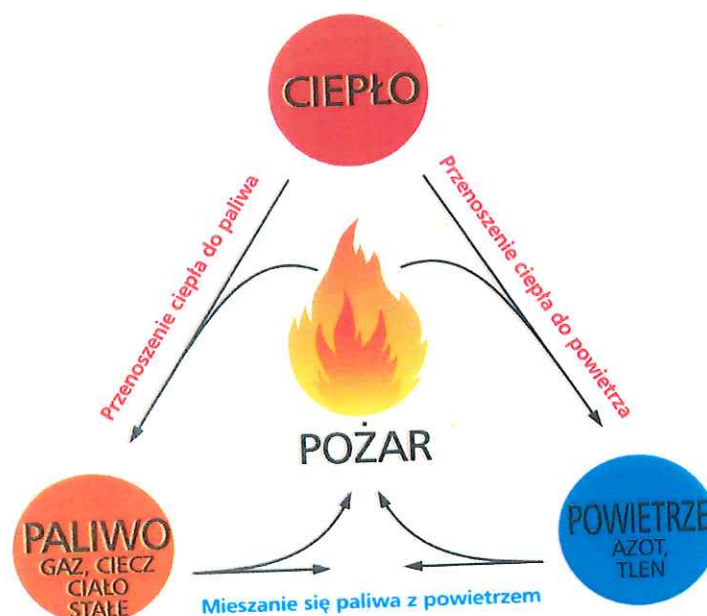 CIEPŁO
Przenoszenie ciepła do paliwa
Przenoszenie ciepła do powietrza
POŻAR
PALIWO
GAZ, CIECZ
CIAŁO
STAŁE
POWIETRZE
AZOT,
TLEN
Mieszanie się paliwa z powietrzem